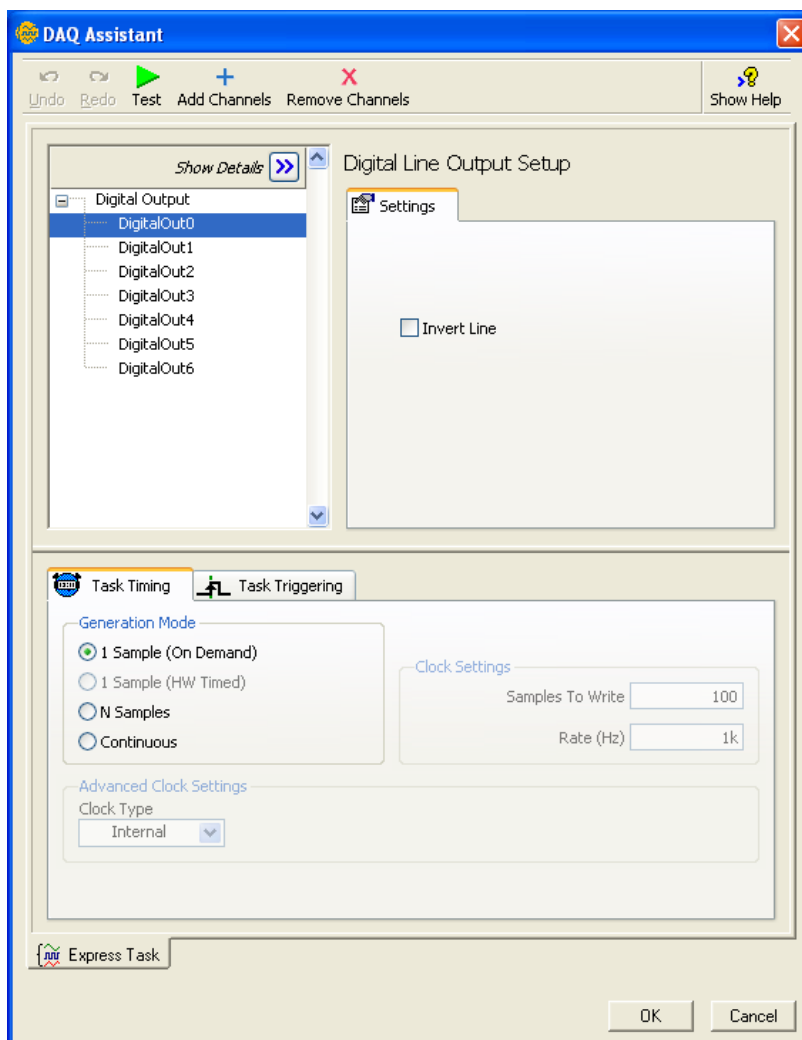 DAQ Assistant
Undo Redo Test Add Channels Remove Channels Show Help
Show Details
Digital Output
DigitalOut0
DigitalOut1
DigitalOut2
DigitalOut3
DigitalOut4
DigitalOut5
DigitalOut6
Digital Line Output Setup
Settings
Invert Line
Task Timing Task Triggering
Generation Mode
1 Sample (On Demand)
1 Sample (HW Timed)
N Samples
Continuous
Clock Settings
Samples To Write 100
Rate (Hz) 1k
Advanced Clock Settings
Clock Type
Internal
Express Task
OK Cancel